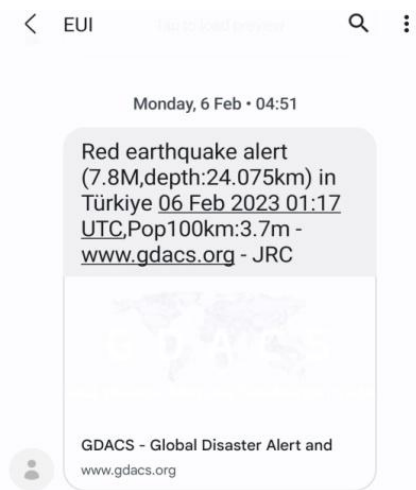 EUI
Monday, 6 Feb • 04:51
Red earthquake alert
(7.8M,depth:24.075km) in
Türkiye 06 Feb 2023 01:17
UTC,Pop100km:3.7m -
www.gdacs.org - JRC
GDACS
GDACS - Global Disaster Alert and
www.gdacs.org